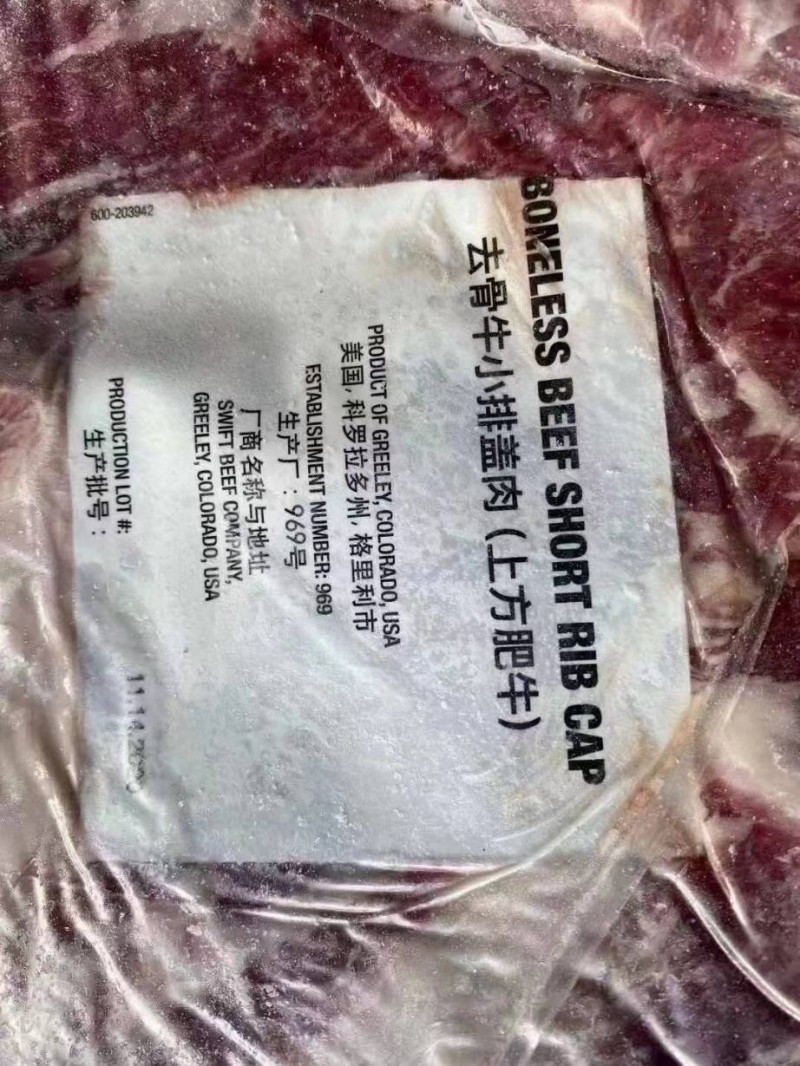 BONELESS BEEF SHORT RIB CAP
去骨牛小排盖肉(上方肥牛)
PRODUCT OF GREELEY, COLORADO, USA
美国, 科罗拉多州, 格里利市
ESTABLISHMENT NUMBER: 969
生产厂: 969号
厂商名称与地址
SWIFT BEEF COMPANY,
GREELEY, COLORADO, USA
PRODUCTION LOT #:
生产批号:
600-203942